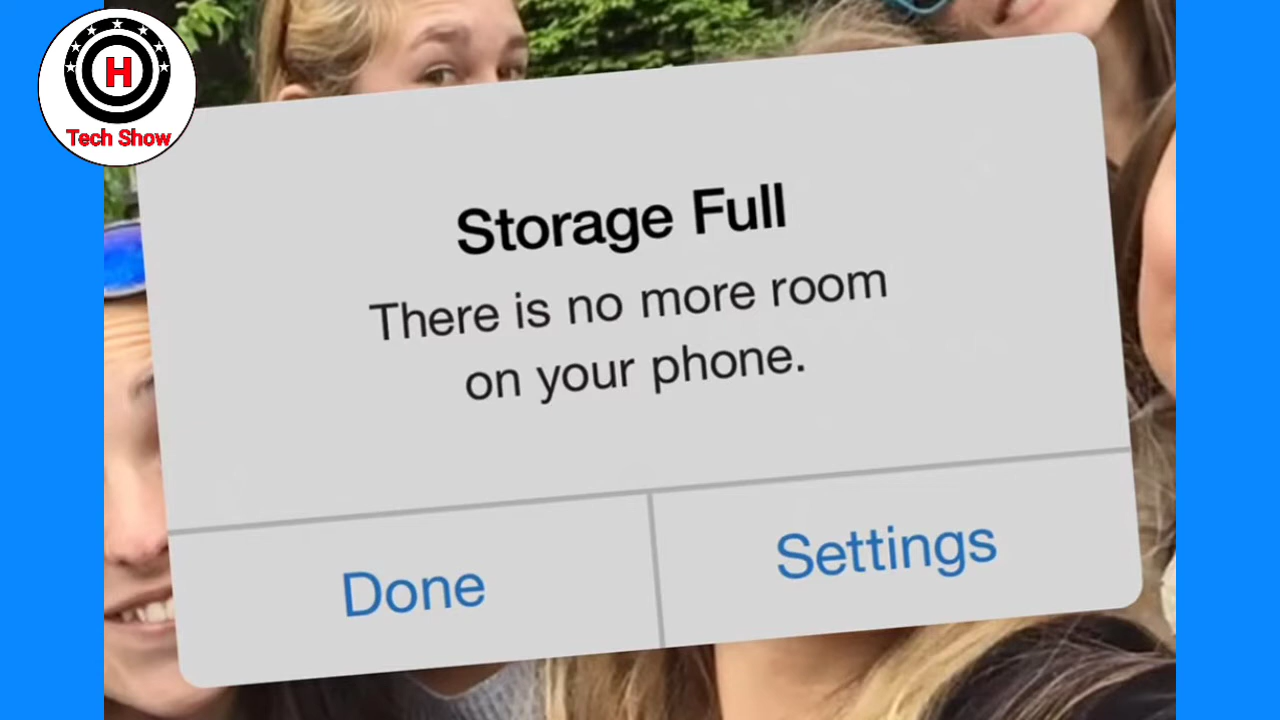 H
Tech Show
Storage Full
There is no more room
on your phone.
Done
Settings